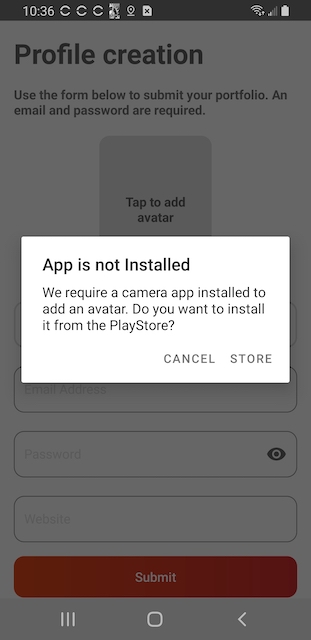 10:36
Profile creation
Use the form below to submit your portfolio. An
email and password are required.
Tap to add
avatar
App is not Installed
We require a camera app installed to
add an avatar. Do you want to install
it from the PlayStore?
CANCEL STORE
Email Address
Password
Website
Submit